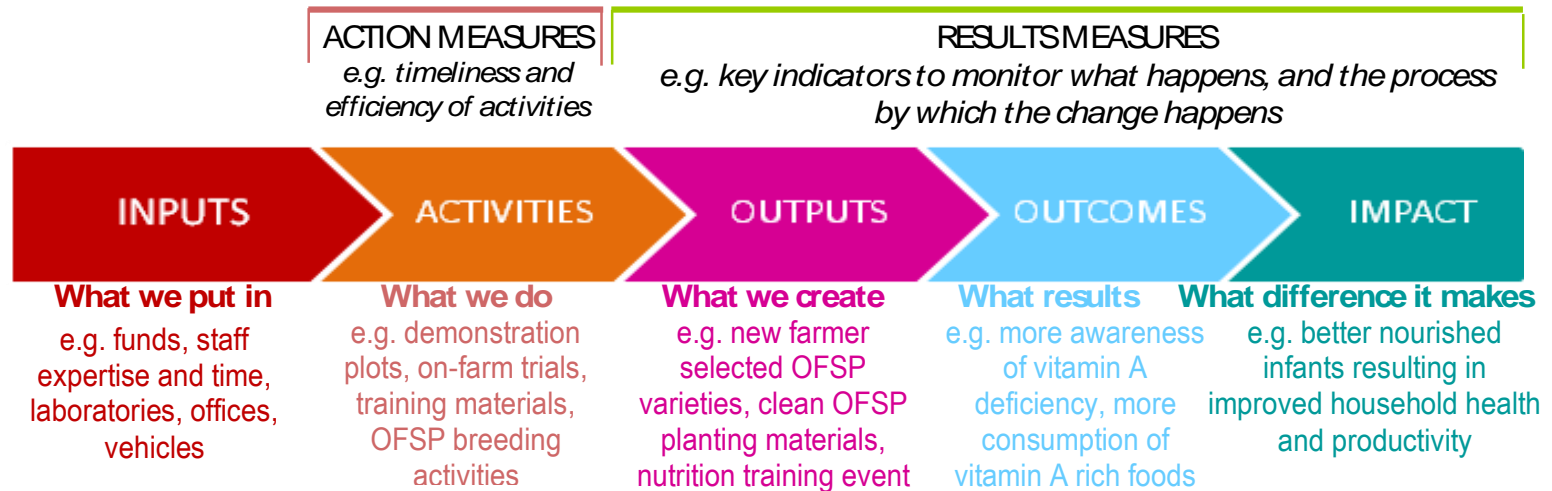 ACTION MEASURES
e.g. timeliness and
efficiency of activities
RESULTS MEASURES
e.g. key indicators to monitor what happens, and the process
by which the change happens
INPUTS
ACTIVITIES
OUTPUTS
OUTCOMES
IMPACT
What we put in
e.g. funds, staff
expertise and time,
laboratories, offices,
vehicles
What we do
e.g. demonstration
plots, on-farm trials,
training materials,
OFSP breeding
activities
What we create
e.g. new farmer
selected OFSP
varieties, clean OFSP
planting materials,
nutrition training event
What results
e.g. more awareness
of vitamin A
deficiency, more
consumption of
vitamin A rich foods
What difference it makes
e.g. better nourished
infants resulting in
improved household health
and productivity